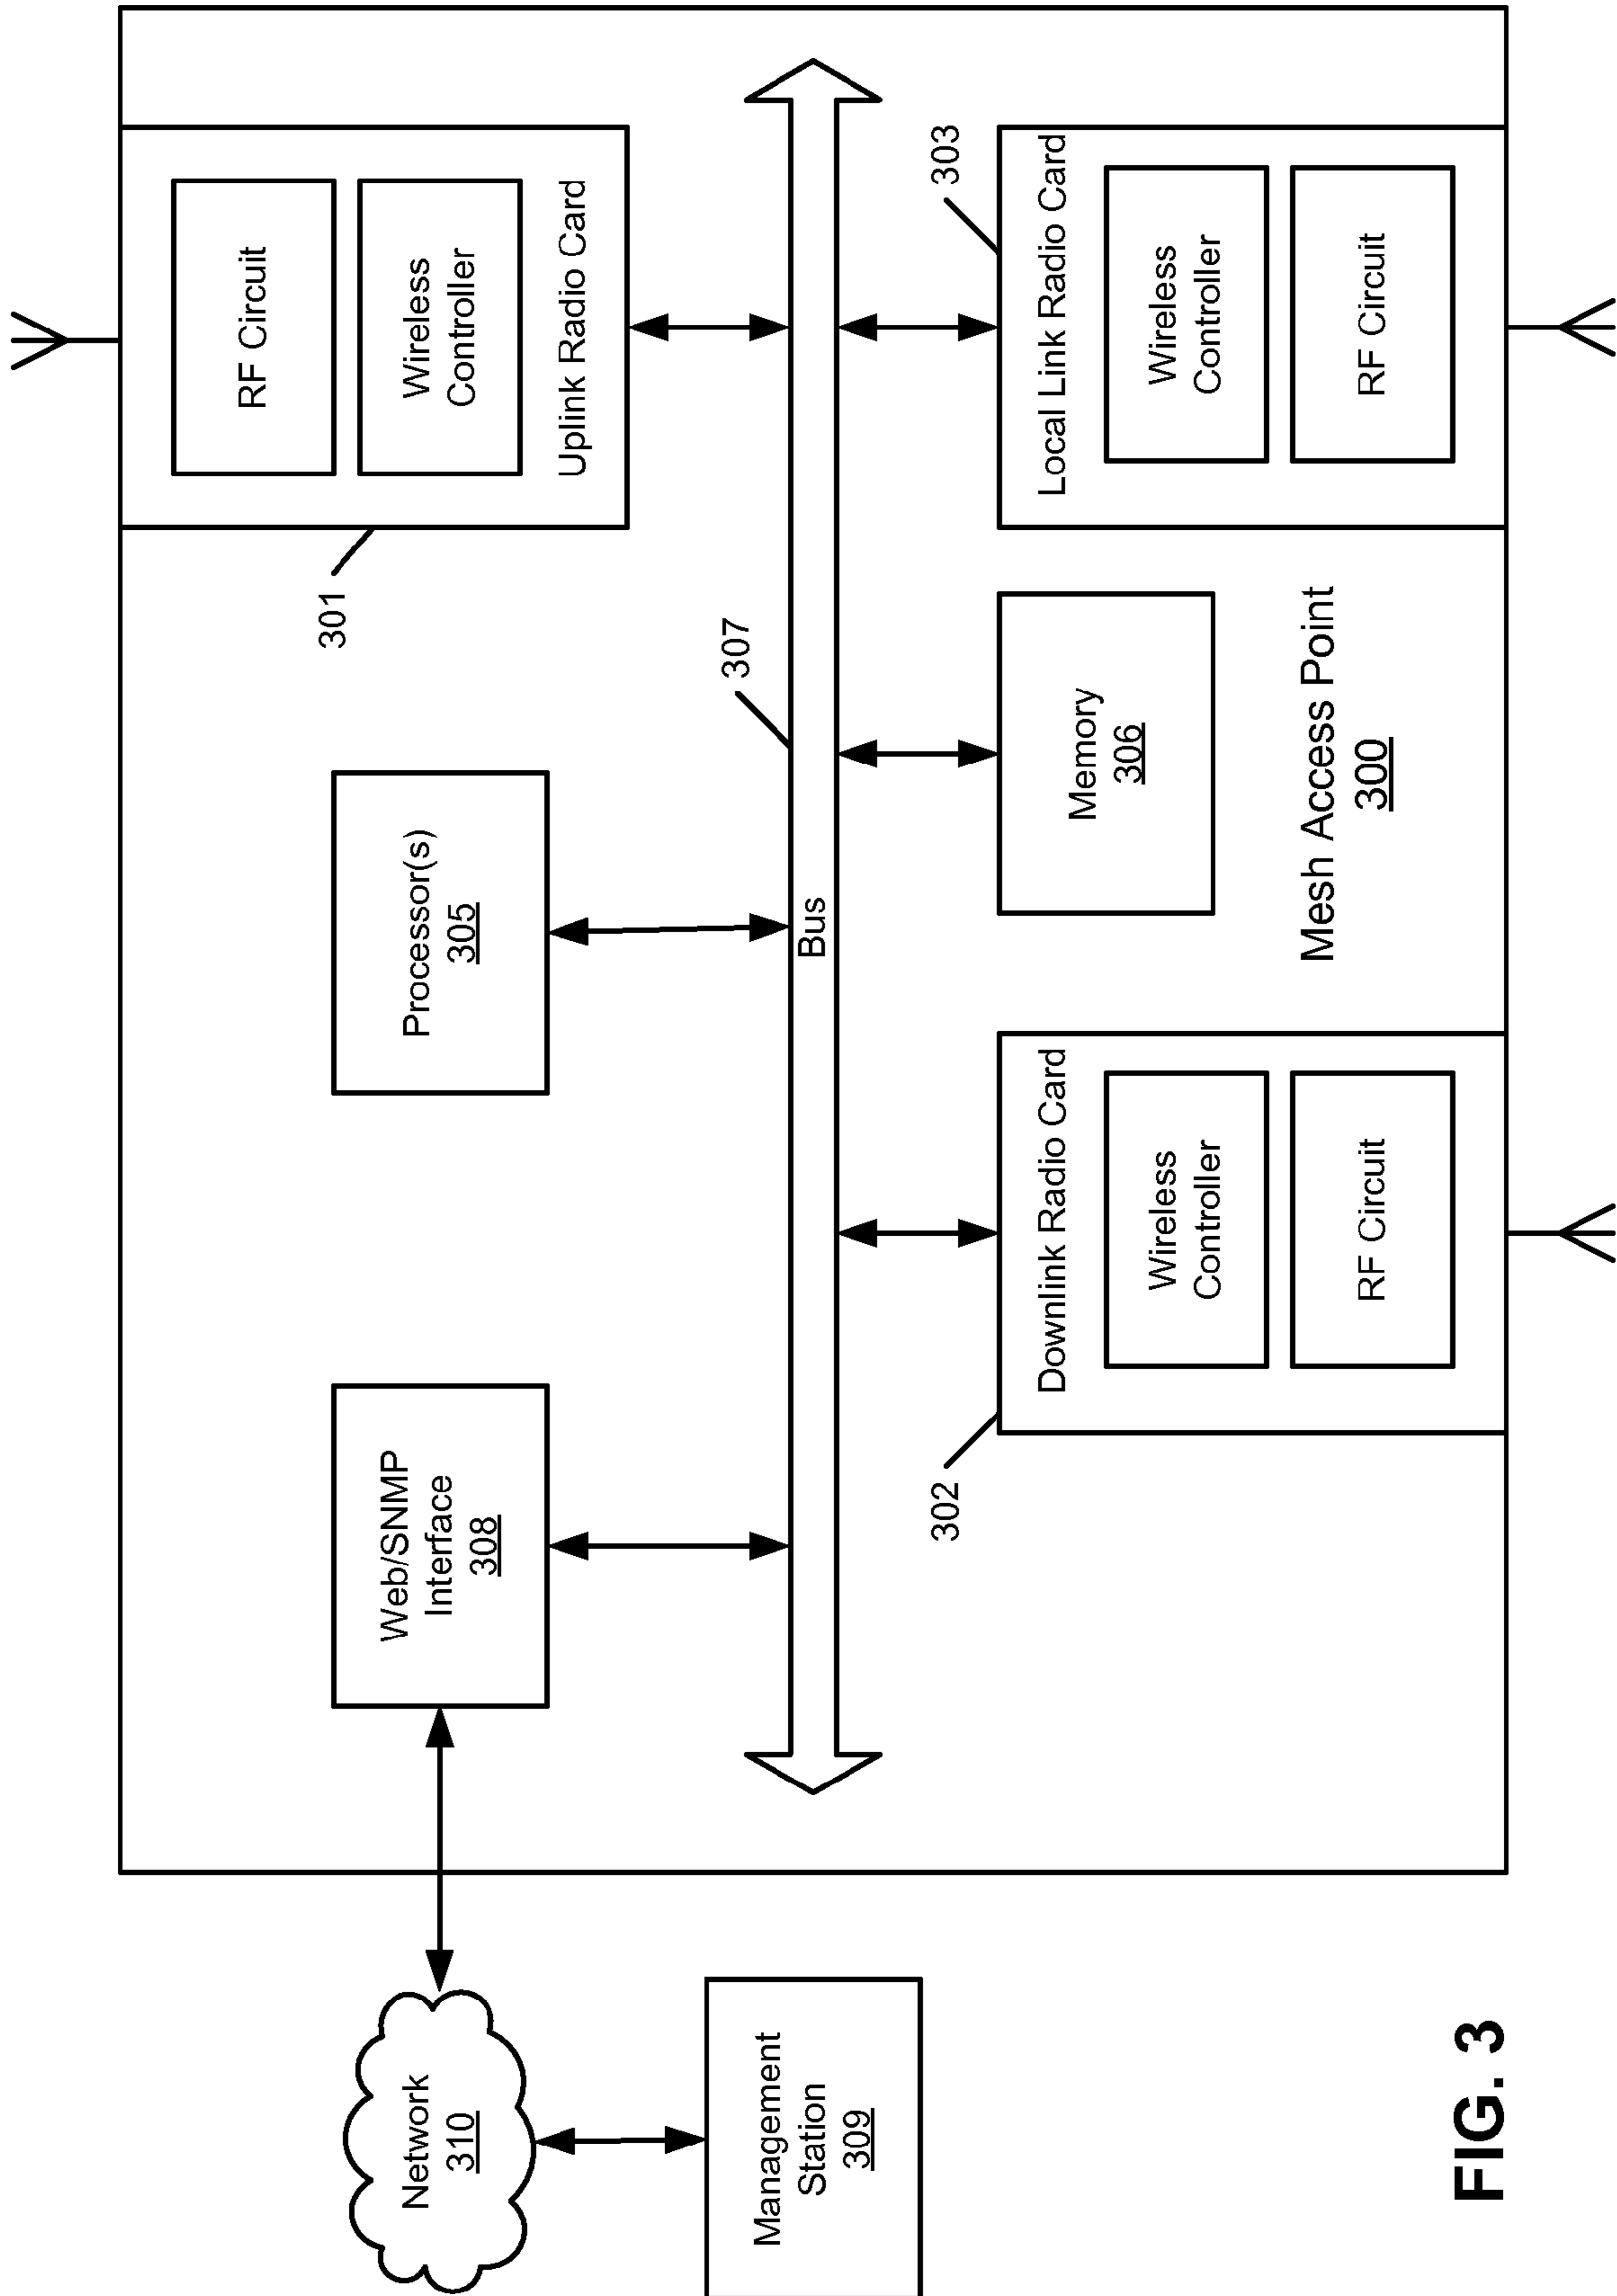 Network
310
Management
Station
309
Web/SNMP
Interface
308
Processor(s)
305
301
RF Circuit
Wireless
Controller
Uplink Radio Card
Bus
307
302
Downlink Radio Card
Wireless
Controller
RF Circuit
Memory
306
303
Local Link Radio Card
Wireless
Controller
RF Circuit
Mesh Access Point
300
FIG. 3